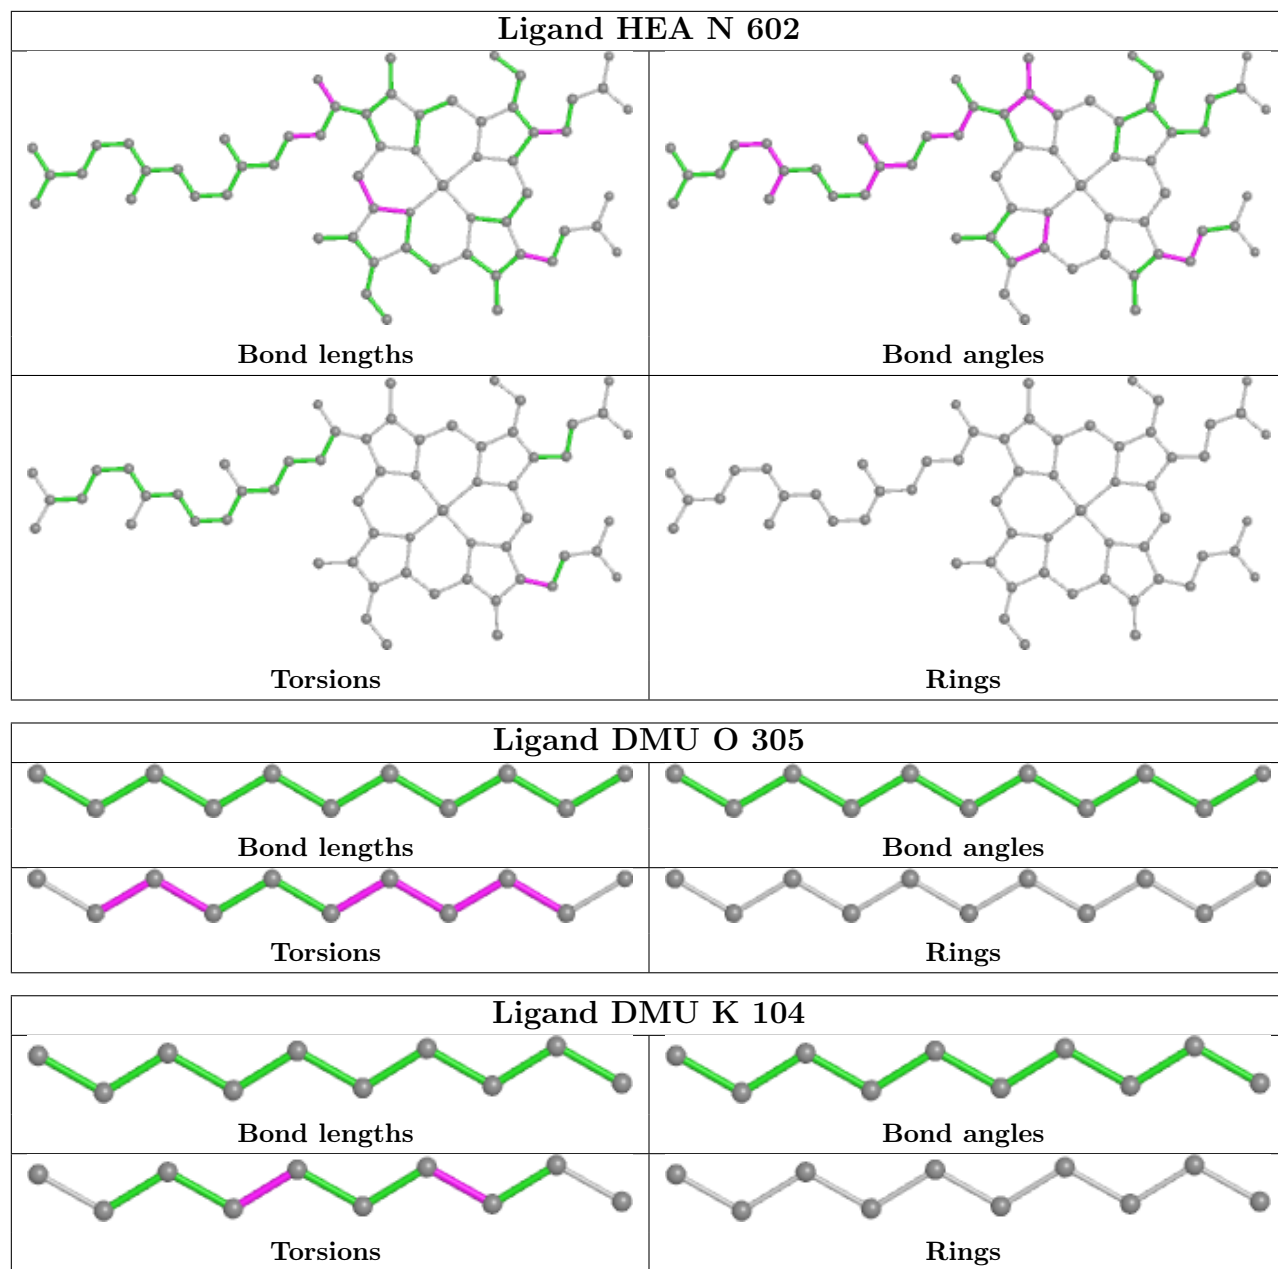 Ligand HEA N 602
Bond lengths
Bond angles
Torsions
Rings
Ligand DMU O 305
Bond lengths
Bond angles
Torsions
Rings
Ligand DMU K 104
Bond lengths
Bond angles
Torsions
Rings